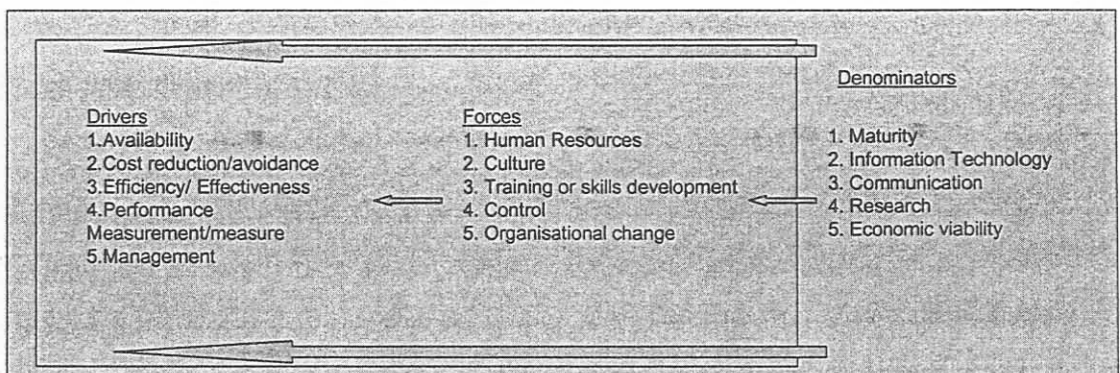 Denominators
Drivers
1.Availability
2.Cost reduction/avoidance
3.Efficiency/ Effectiveness
4.Performance
Measurement/measure
5.Management
Forces
1. Human Resources
2. Culture
3. Training or skills development
4. Control
5. Organisational change
1. Maturity
2. Information Technology
3. Communication
4. Research
5. Economic viability